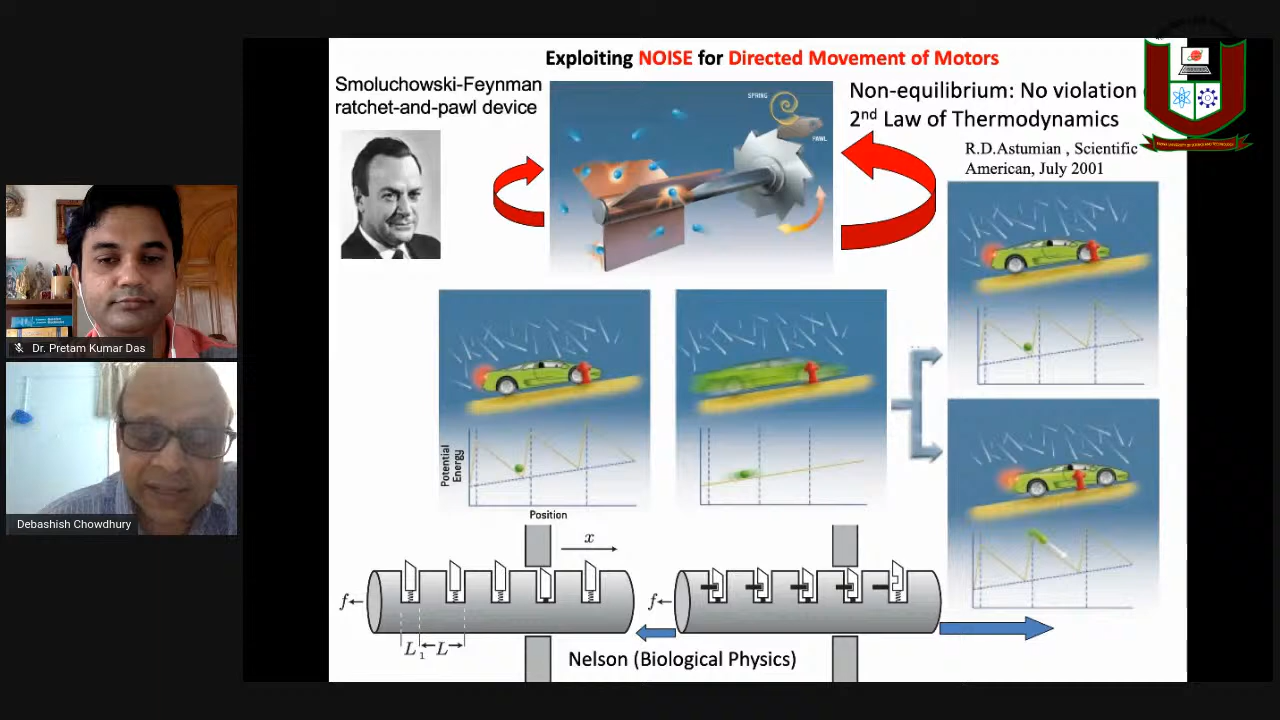 Exploiting NOISE for Directed Movement of Motors
Smoluchowski-Feynman
ratchet-and-pawl device
SPRING
PAWL
Non-equilibrium: No violation
2nd Law of Thermodynamics
R.D.Astumian , Scientific
American, July 2001
Dr. Pretam Kumar Das
Debashish Chowdhury
Potential
Energy
Position
x
f
L1 L
f
Nelson (Biological Physics)